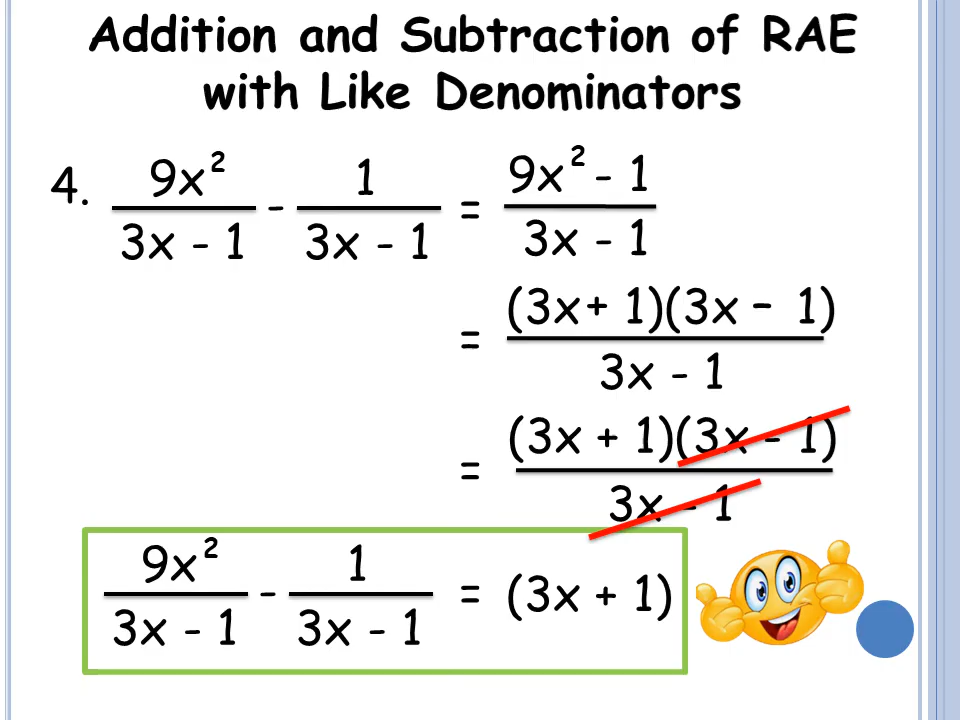 Addition and Subtraction of RAE
with Like Denominators
4. 9x² / 3x - 1 - 1 / 3x - 1 = 9x² - 1 / 3x - 1
= (3x + 1)(3x - 1) / 3x - 1
= (3x + 1)(3x - 1) / 3x - 1
9x² / 3x - 1 - 1 / 3x - 1 = (3x + 1)